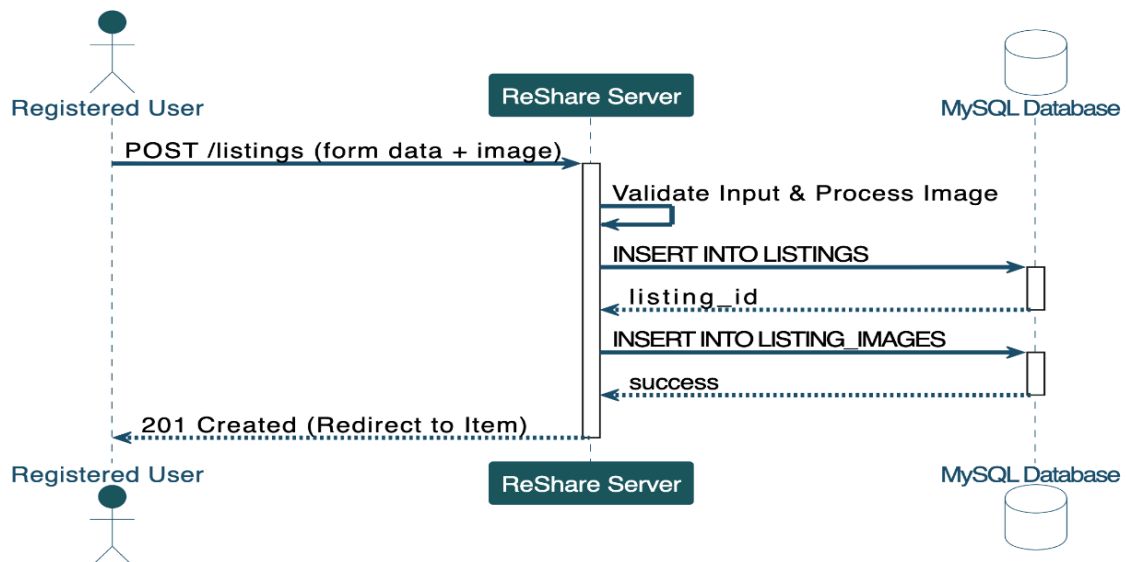 Registered User
ReShare Server
MySQL Database
POST /listings (form data + image)
Validate Input & Process Image
INSERT INTO LISTINGS
listing_id
INSERT INTO LISTING_IMAGES
success
201 Created (Redirect to Item)
Registered User
ReShare Server
MySQL Database